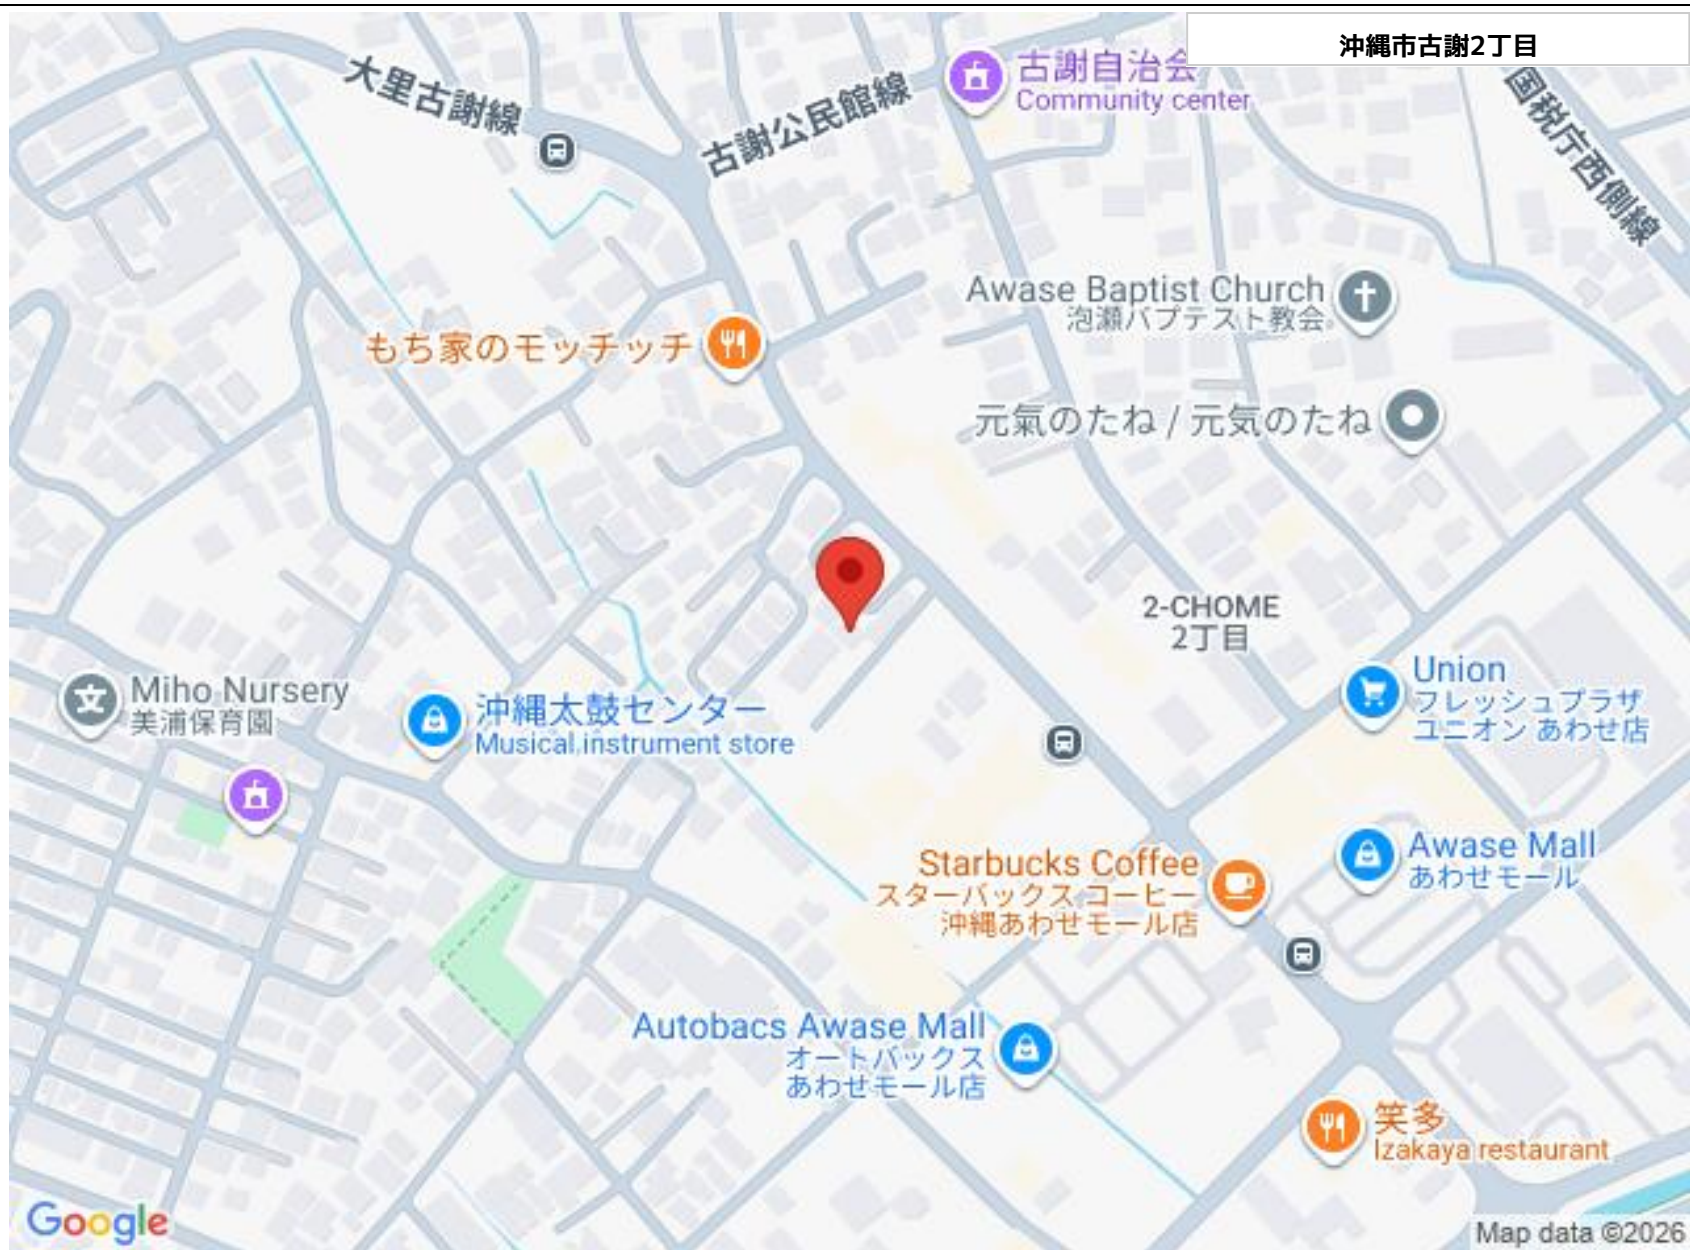 沖縄市古謝2丁目
大里古謝線
古謝公民館線
古謝自治会
Community center
国税庁西側線
Awase Baptist Church
泡瀬バプテスト教会
もち家のモッチッチ
元氣のたね / 元気のたね
2-CHOME
2丁目
Miho Nursery
美浦保育園
沖縄太鼓センター
Musical instrument store
Union
フレッシュプラザ
ユニオン あわせ店
Starbucks Coffee
スターバックス コーヒー
沖縄あわせモール店
Awase Mall
あわせモール
Autobacs Awase Mall
オートバックス
あわせモール店
笑多
Izakaya restaurant
Google
Map data ©2026